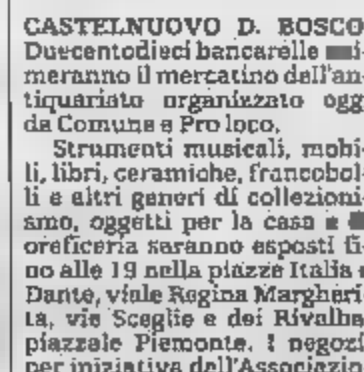 CASTELNUOVO D. BOSCO
Duecentodieci bancarelle
meranno il mercatino dell'an-
tiquariato organizzato ogg
da Comune e Pro loco.
Strumenti musicali, mobi-
li, libri, ceramiche, francobol-
li e altri generi di collezioni-
smo, oggetti per la casa e
oreficeria saranno esposti fi-
no alle 19 nella piazze Italia e
Dante, viale Regina Margheri
ta, vie Sceglie e dei Rivalba
piazzale Piemonte. I negozi
per iniziativa dell'Associazio